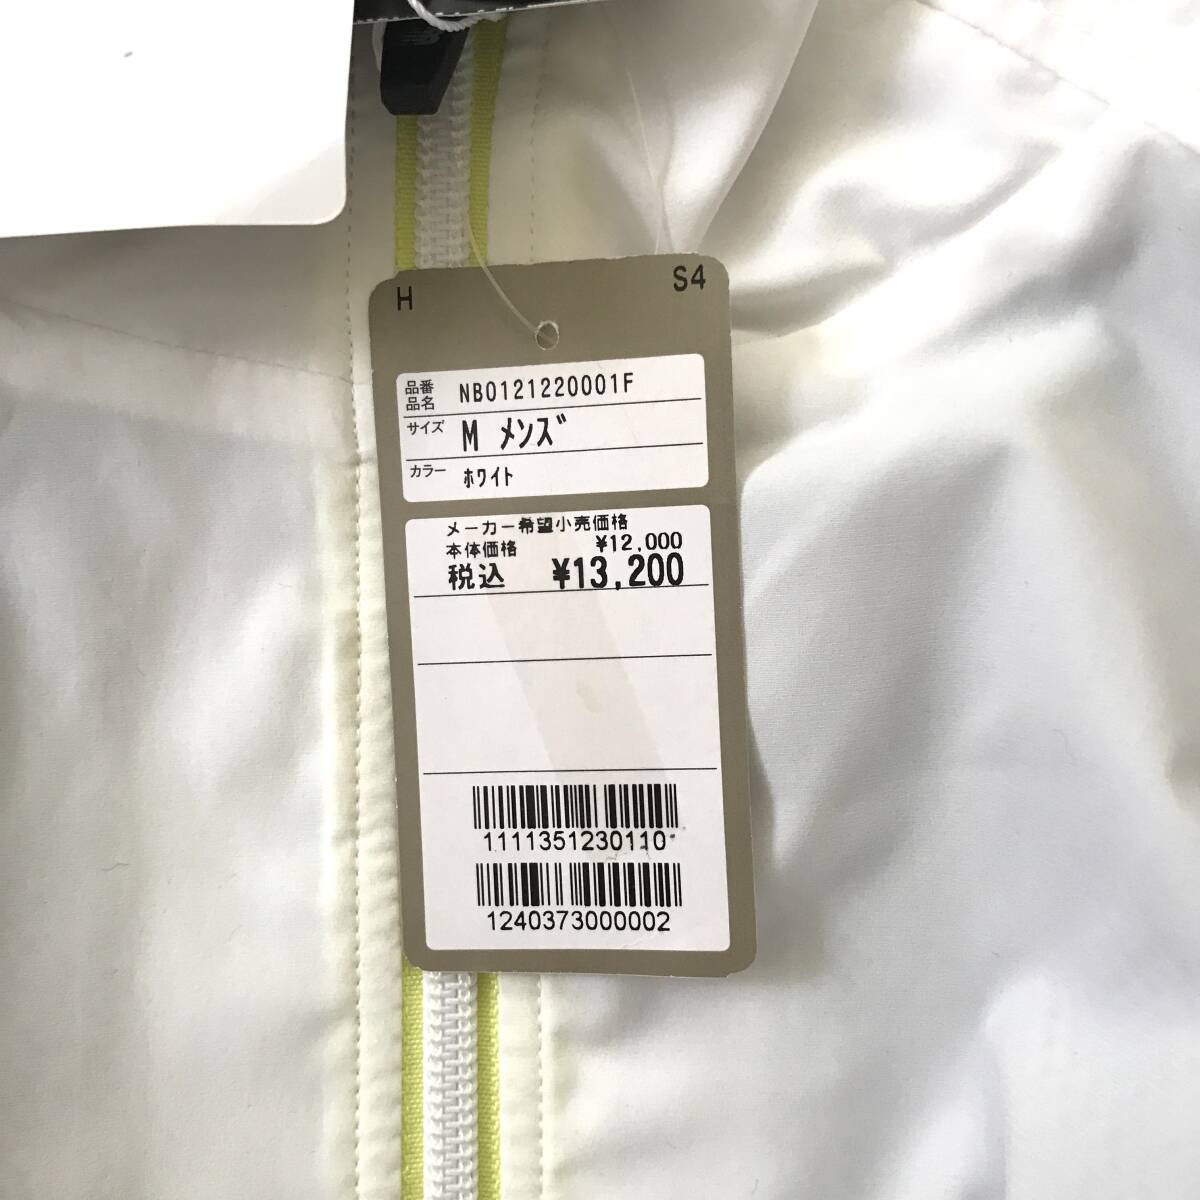 H
S4
品番
品名
NB0121220001F
サイズ
M メンズ
カラー
ホワイト
メーカー希望小売価格
本体価格 ¥12,000
税込 ¥13,200
1111351230110
1240373000002